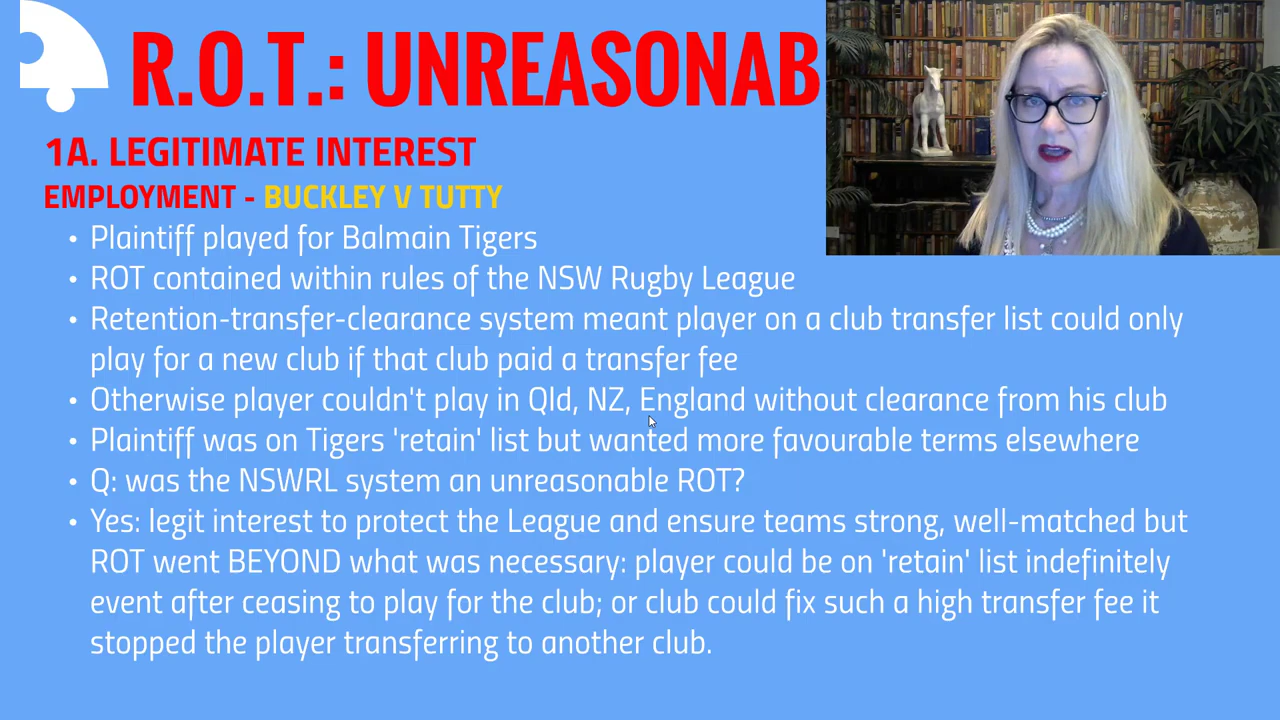 R.O.T.: UNREASONAB
1A. LEGITIMATE INTEREST
EMPLOYMENT - BUCKLEY V TUTTY
• Plaintiff played for Balmain Tigers
• ROT contained within rules of the NSW Rugby League
• Retention-transfer-clearance system meant player on a club transfer list could only
play for a new club if that club paid a transfer fee
• Otherwise player couldn't play in Qld, NZ, England without clearance from his club
• Plaintiff was on Tigers 'retain' list but wanted more favourable terms elsewhere
• Q: was the NSWRL system an unreasonable ROT?
• Yes: legit interest to protect the League and ensure teams strong, well-matched but
ROT went BEYOND what was necessary: player could be on 'retain' list indefinitely
event after ceasing to play for the club; or club could fix such a high transfer fee it
stopped the player transferring to another club.